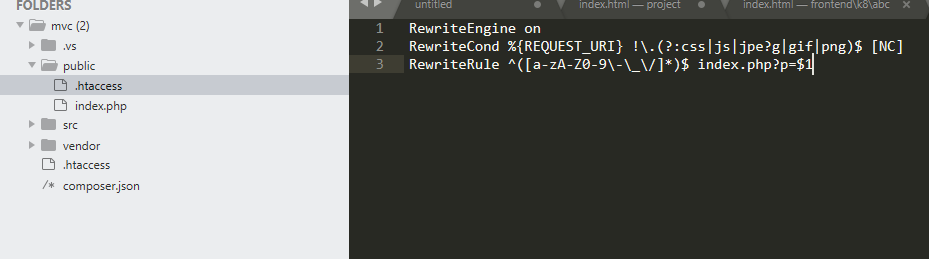 FOLDERS
mvc (2)
.vs
public
.htaccess
index.php
src
vendor
.htaccess
/* composer.json
untitled
index.html — project
index.html — frontend\k8\abc
1 RewriteEngine on
2 RewriteCond %{REQUEST_URI} !\.(?:css|js|jpe?g|gif|png)$ [NC]
3 RewriteRule ^([a-zA-Z0-9\-\_\/]*)$ index.php?p=$1